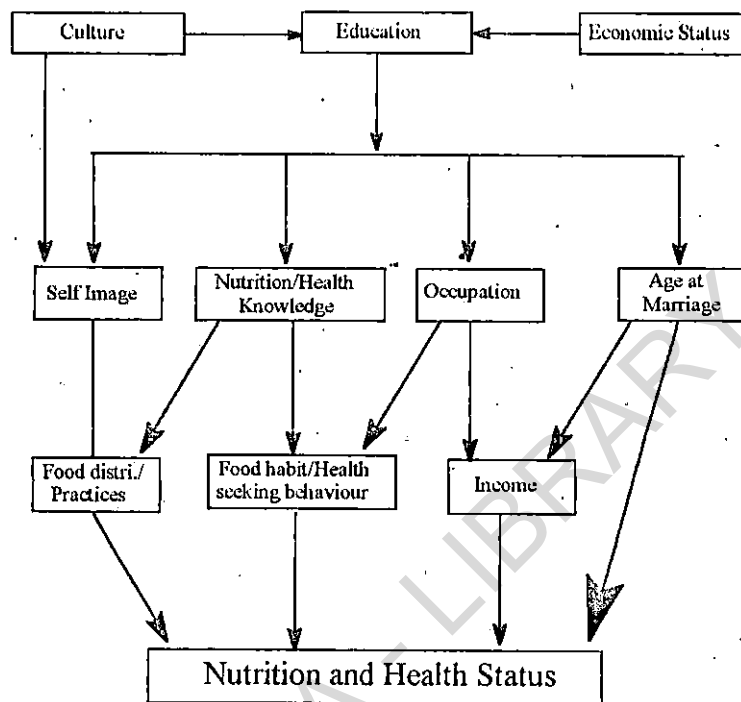 Culture
Education
Economic Status
Self Image
Nutrition/Health
Knowledge
Occupation
Age at
Marriage
Food distri./
Practices
Food habit/Health
seeking behaviour
Income
Nutrition and Health Status
A - LIBRARY